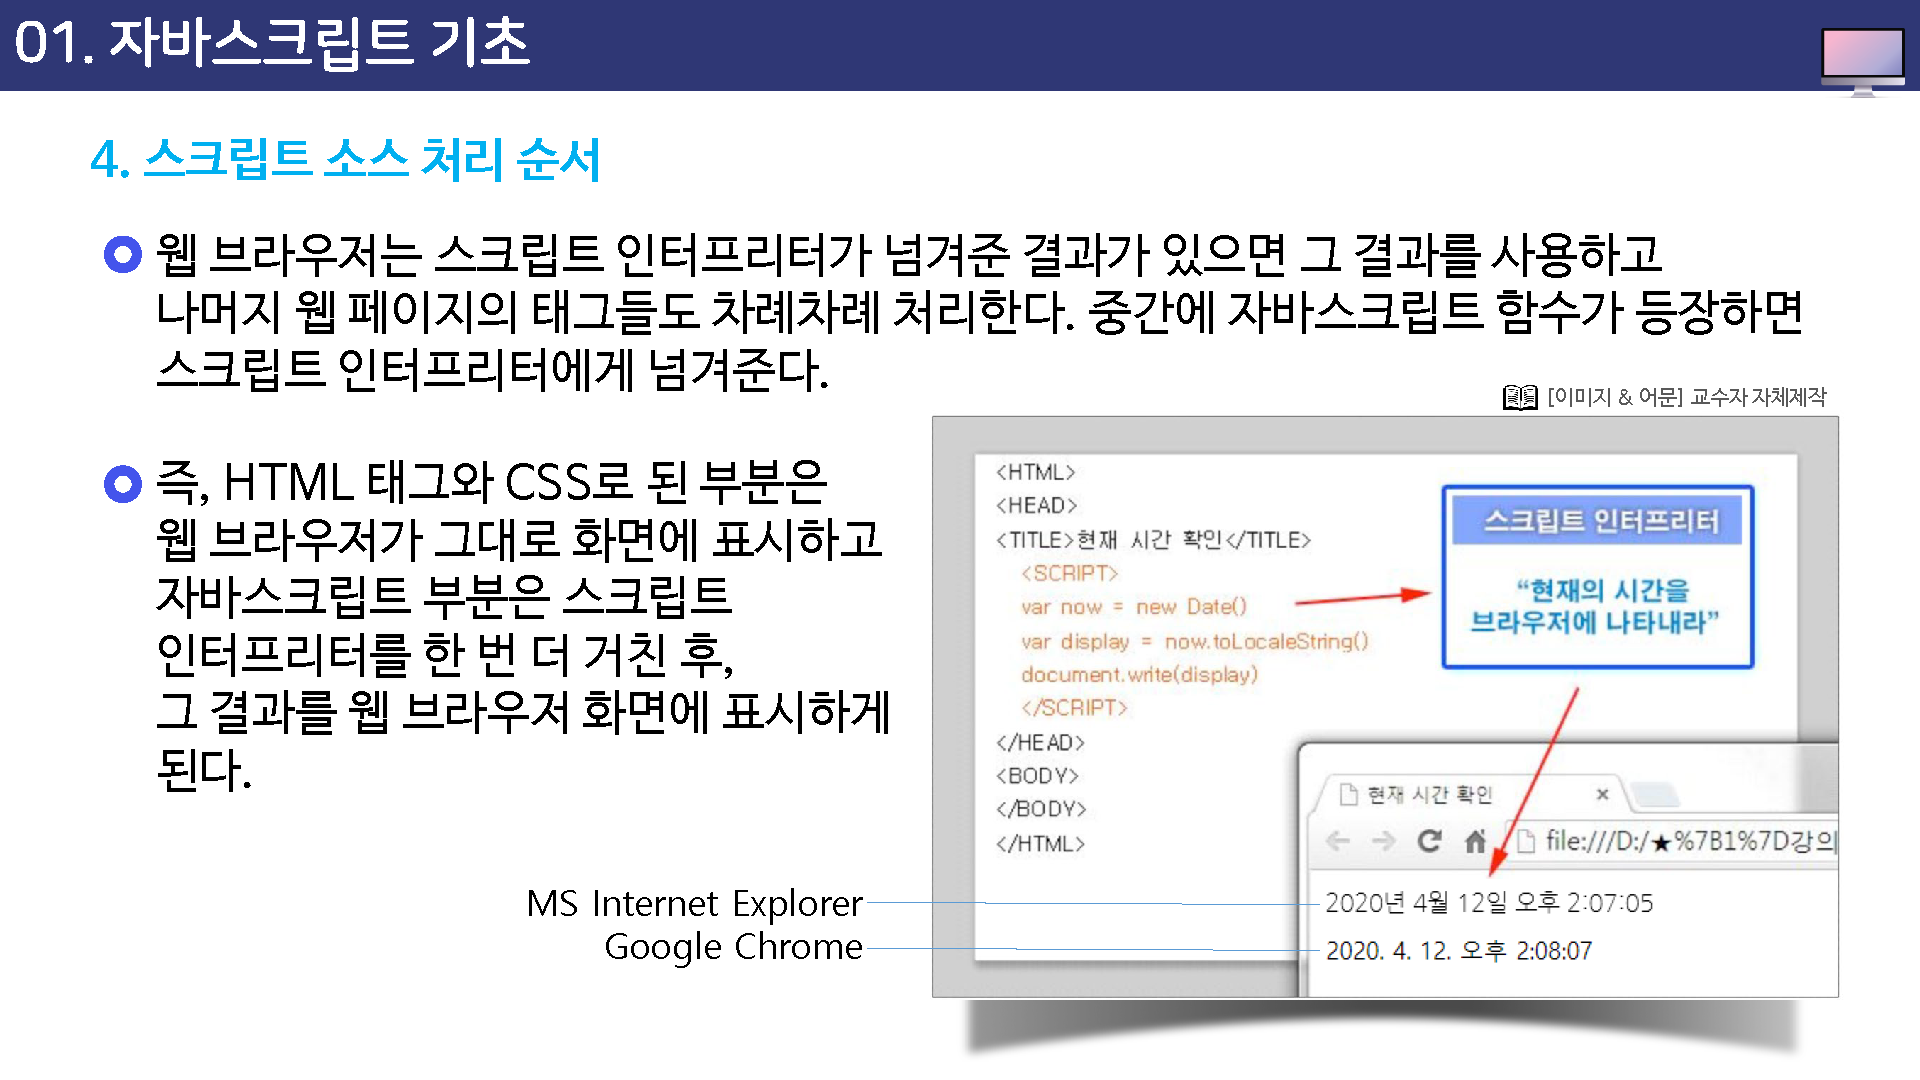 01. 자바스크립트 기초
4. 스크립트 소스 처리 순서
웹 브라우저는 스크립트 인터프리터가 넘겨준 결과가 있으면 그 결과를 사용하고
나머지 웹 페이지의 태그들도 차례차례 처리한다. 중간에 자바스크립트 함수가 등장하면
스크립트 인터프리터에게 넘겨준다.
[이미지 & 어문] 교수자 자체제작
즉, HTML 태그와 CSS로 된 부분은
웹 브라우저가 그대로 화면에 표시하고
자바스크립트 부분은 스크립트
인터프리터를 한 번 더 거친 후,
그 결과를 웹 브라우저 화면에 표시하게
된다.
<HTML>
<HEAD>
<TITLE>현재 시간 확인</TITLE>
<SCRIPT>
var now = new Date()
var display = now.toLocaleString()
document.write(display)
</SCRIPT>
</HEAD>
<BODY>
</BODY>
</HTML>
스크립트 인터프리터
“현재의 시간을
브라우저에 나타내라”
현재 시간 확인
file:///D:/★%7B1%7D강의
MS Internet Explorer
2020년 4월 12일 오후 2:07:05
Google Chrome
2020. 4. 12. 오후 2:08:07